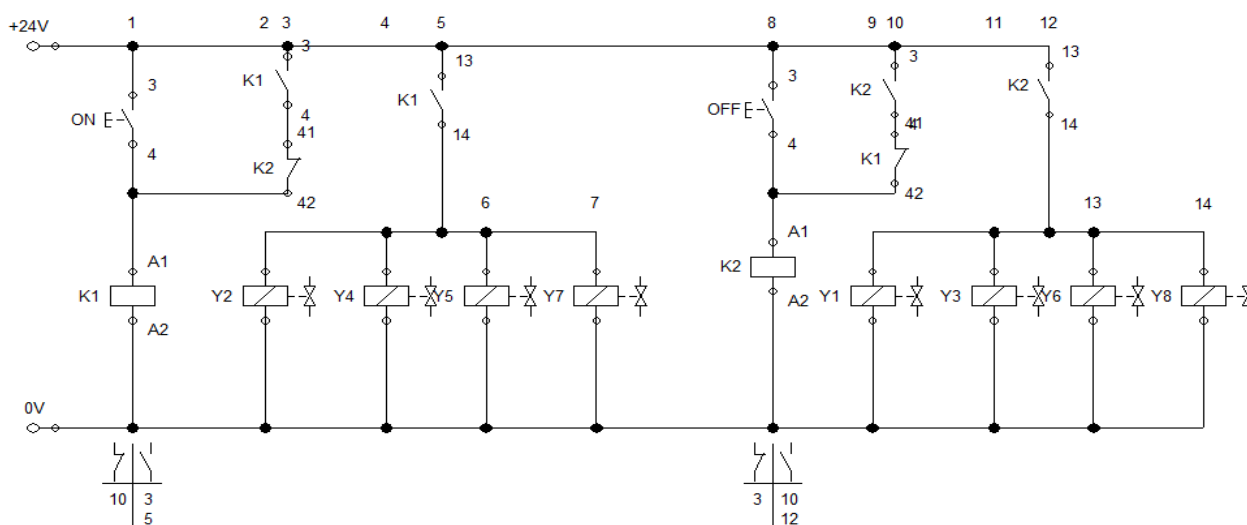 1 2 3 4 5 8 9 10 11 12
+24V
3 13 3 3 13
3 K1 K1 K2 K2
ON OFF
4 4 14 4 14
41 41
4
K2 K1
42 42
6 7 13 14
A1 A1
K1 Y2 Y4 Y5 Y7 K2 Y1 Y3 Y6 Y8
A2 A2
0V
10 3 3 10
5 12